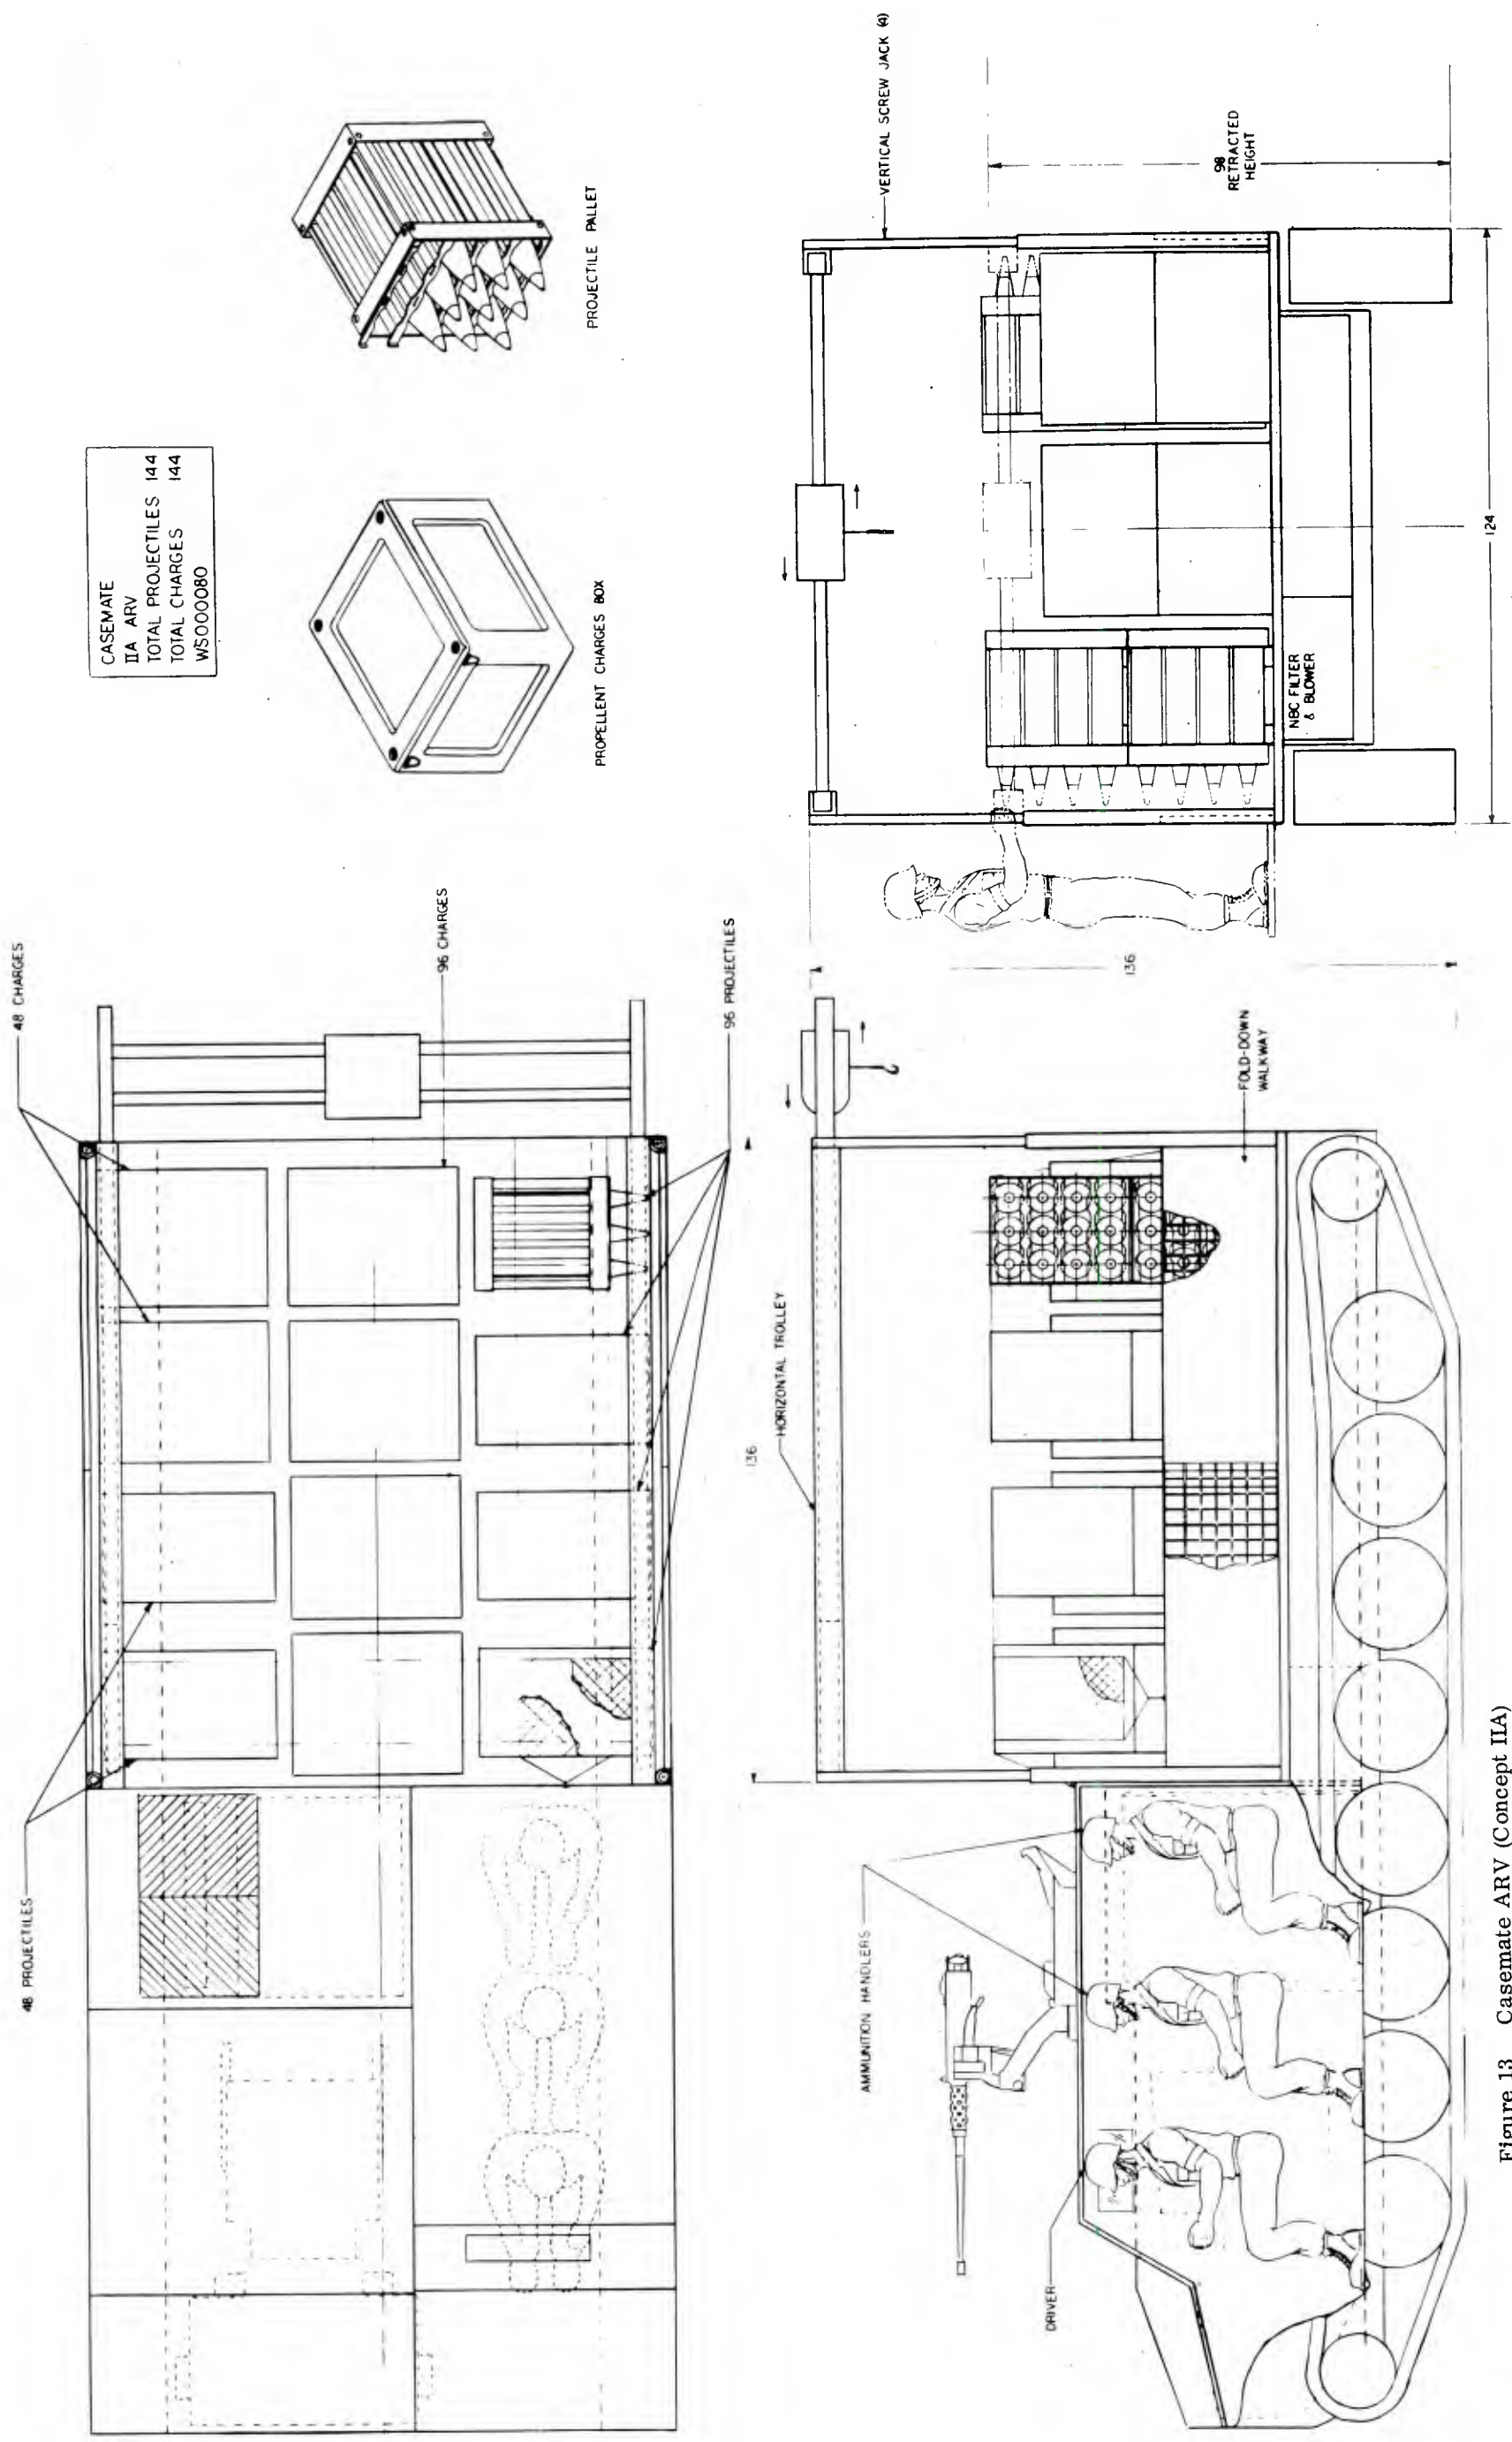 CASEMATE
IIA ARV
TOTAL PROJECTILES 144
TOTAL CHARGES 144
WS000080
PROPELLENT CHARGES BOX
PROJECTILE PALLET
48 PROJECTILES
48 CHARGES
96 CHARGES
96 PROJECTILES
136
HORIZONTAL TROLLEY
AMMUNITION HANDLERS
DRIVER
FOLD-DOWN
WALKWAY
136
VERTICAL SCREW JACK (4)
98
RETRACTED
HEIGHT
NBC FILTER
& BLOWER
124
Figure 13 Casemate ARV (Concept IIA)